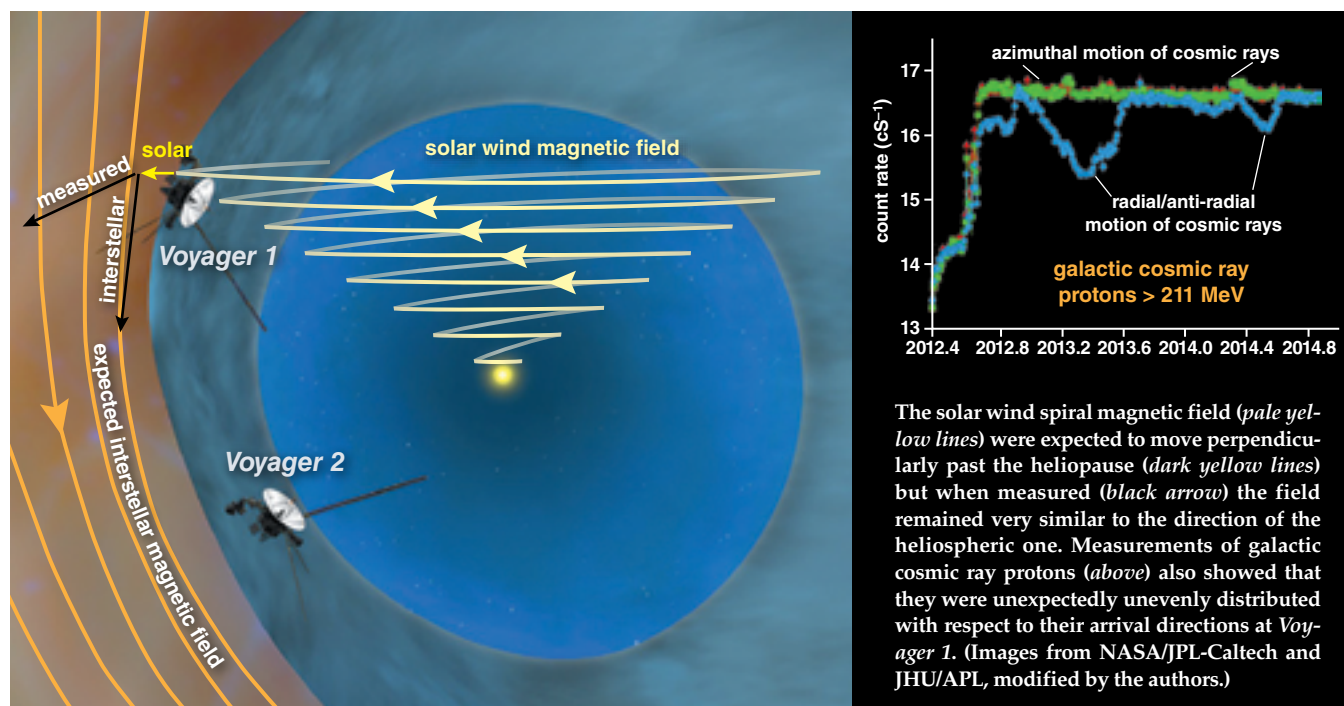 solar
measured
interstellar
solar wind magnetic field
Voyager 1
Voyager 2
expected interstellar magnetic field
azimuthal motion of cosmic rays
17
16
15
14
13
count rate (cS⁻¹)
radial/anti-radial
motion of cosmic rays
galactic cosmic ray
protons > 211 MeV
2012.4 2012.8 2013.2 2013.6 2014.0 2014.4 2014.8
The solar wind spiral magnetic field (pale yel-
low lines) were expected to move perpendicu-
larly past the heliopause (dark yellow lines)
but when measured (black arrow) the field
remained very similar to the direction of the
heliospheric one. Measurements of galactic
cosmic ray protons (above) also showed that
they were unexpectedly unevenly distributed
with respect to their arrival directions at Voy-
ager 1. (Images from NASA/JPL-Caltech and
JHU/APL, modified by the authors.)